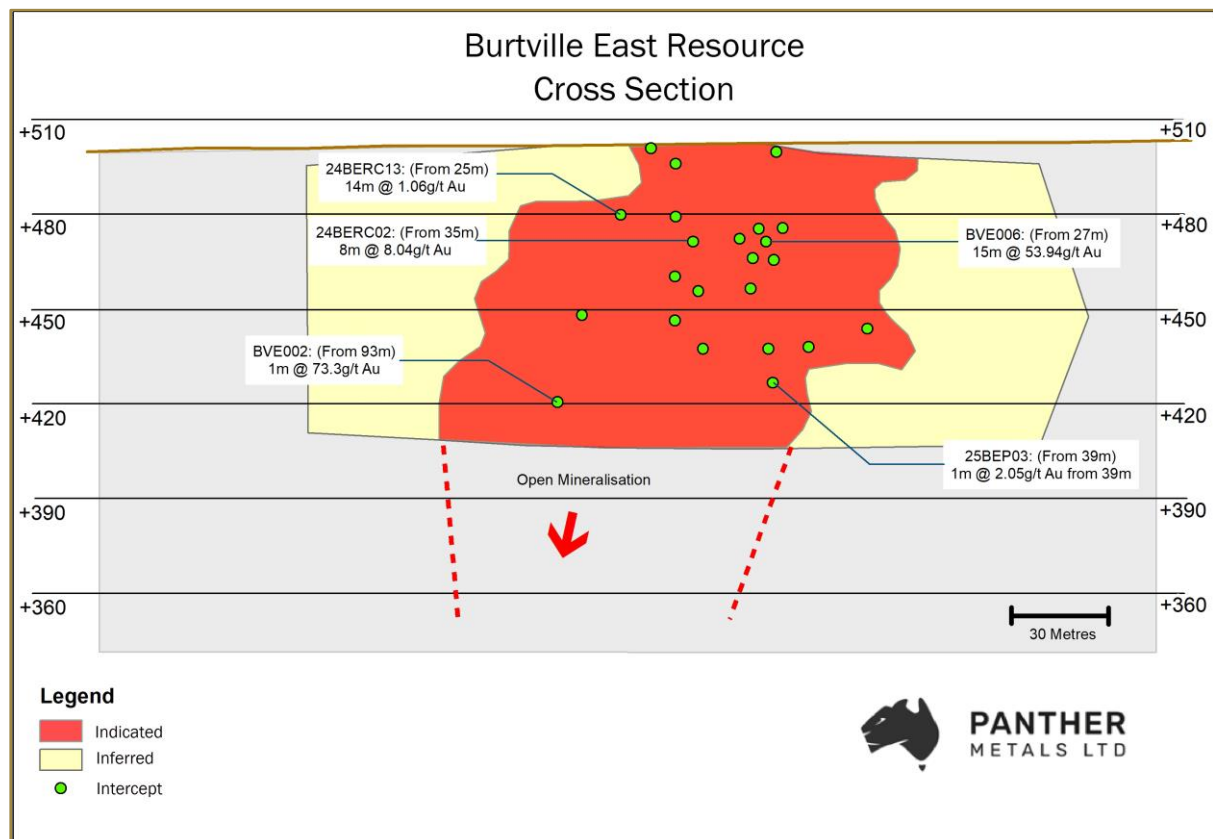 Burtville East Resource
Cross Section
+510
+510
24BERC13: (From 25m)
14m @ 1.06g/t Au
+480
+480
24BERC02: (From 35m)
8m @ 8.04g/t Au
BVE006: (From 27m)
15m @ 53.94g/t Au
+450
+450
BVE002: (From 93m)
1m @ 73.3g/t Au
+420
+420
25BEP03: (From 39m)
1m @ 2.05g/t Au from 39m
Open Mineralisation
+390
+390
+360
+360
30 Metres
Legend
Indicated
Inferred
Intercept
PANTHER
METALS LTD